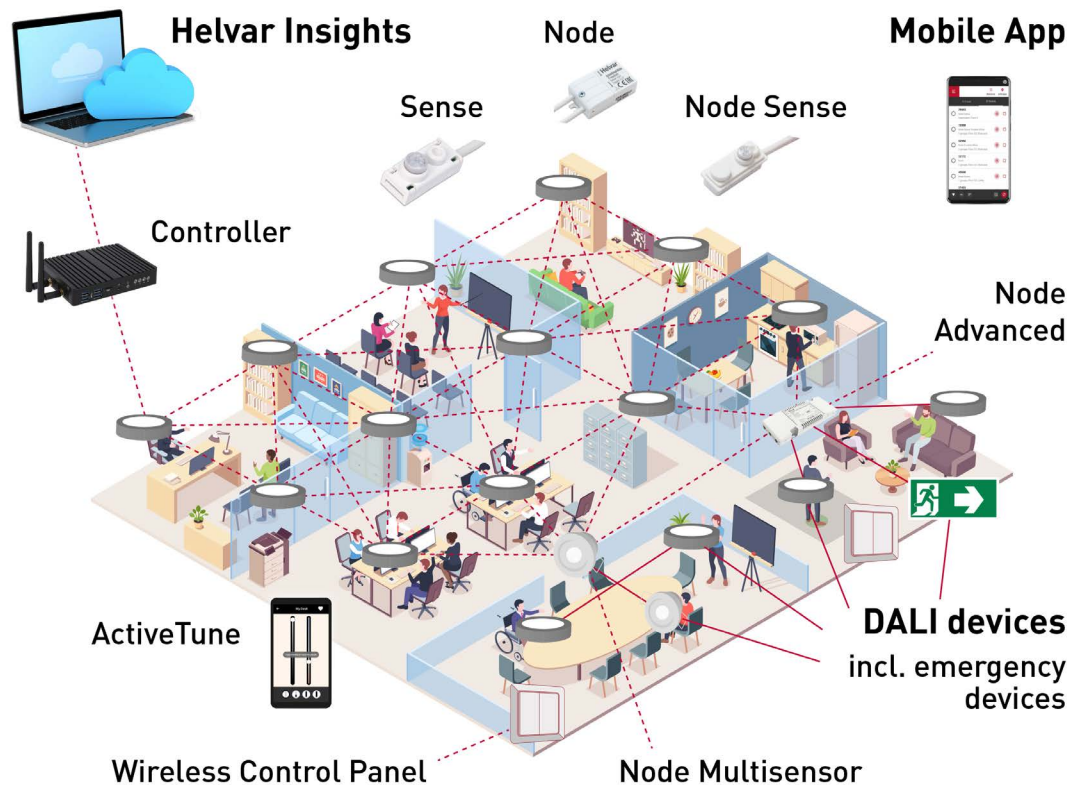 Helvar Insights
Node
Mobile App
Sense
Node Sense
Helvar
Controller
Node
Advanced
ActiveTune
DALI devices
incl. emergency
devices
Wireless Control Panel
Node Multisensor